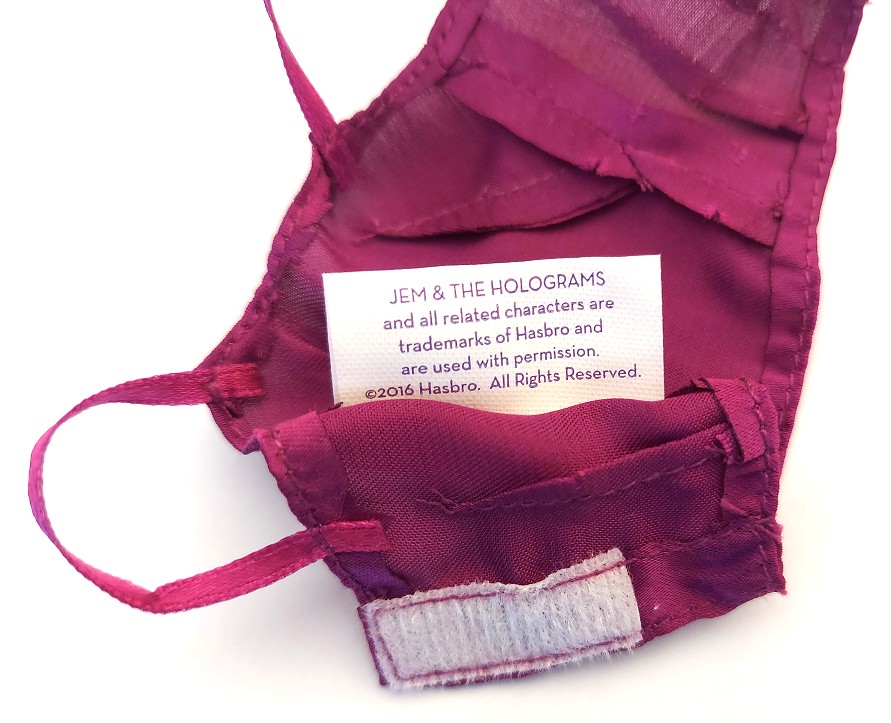 JEM & THE HOLOGRAMS
and all related characters are
trademarks of Hasbro and
are used with permission.
©2016 Hasbro. All Rights Reserved.